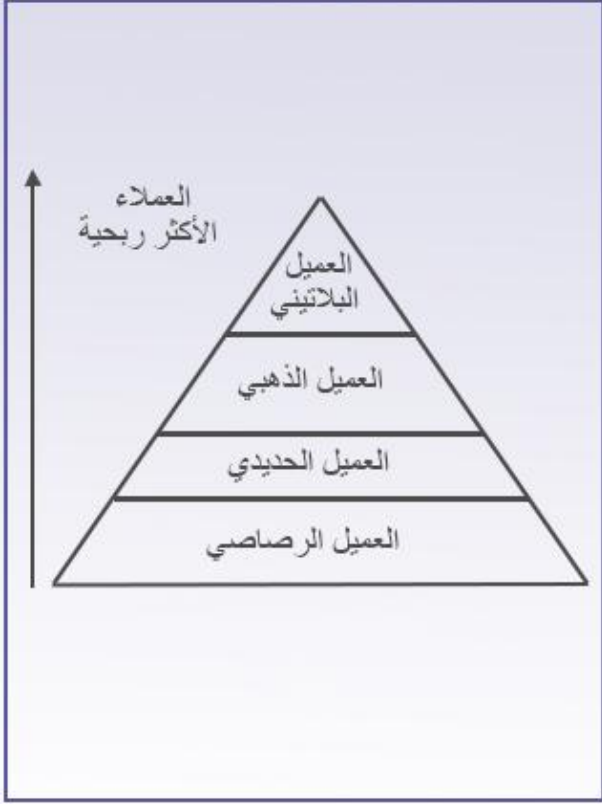 العملاء
الأكثر ربحية
العميل
البلاتيني
العميل الذهبي
العميل الحديدي
العميل الرصاصي